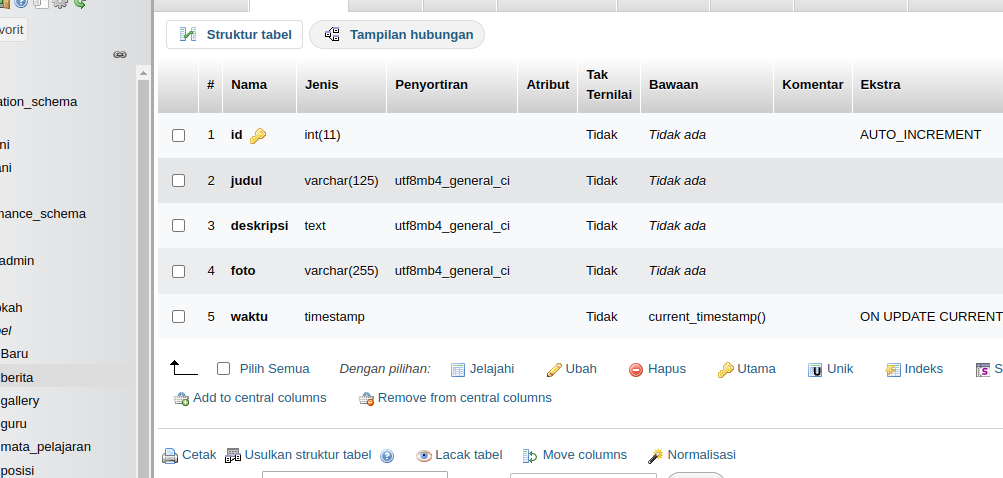 vorit
ation_schema
ni
ani
mance_schema
admin
okah
bel
Baru
berita
gallery
guru
mata_pelajaran
posisi
Struktur tabel Tampilan hubungan
# Nama Jenis Penyortiran Atribut Tak Ternilai Bawaan Komentar Ekstra
1 id int(11) Tidak Tidak ada AUTO_INCREMENT
2 judul varchar(125) utf8mb4_general_ci Tidak Tidak ada
3 deskripsi text utf8mb4_general_ci Tidak Tidak ada
4 foto varchar(255) utf8mb4_general_ci Tidak Tidak ada
5 waktu timestamp Tidak current_timestamp() ON UPDATE CURRENT
Pilih Semua Dengan pilihan: Jelajahi Ubah Hapus Utama Unik Indeks S
Add to central columns Remove from central columns
Cetak Usulkan struktur tabel Lacak tabel Move columns Normalisasi